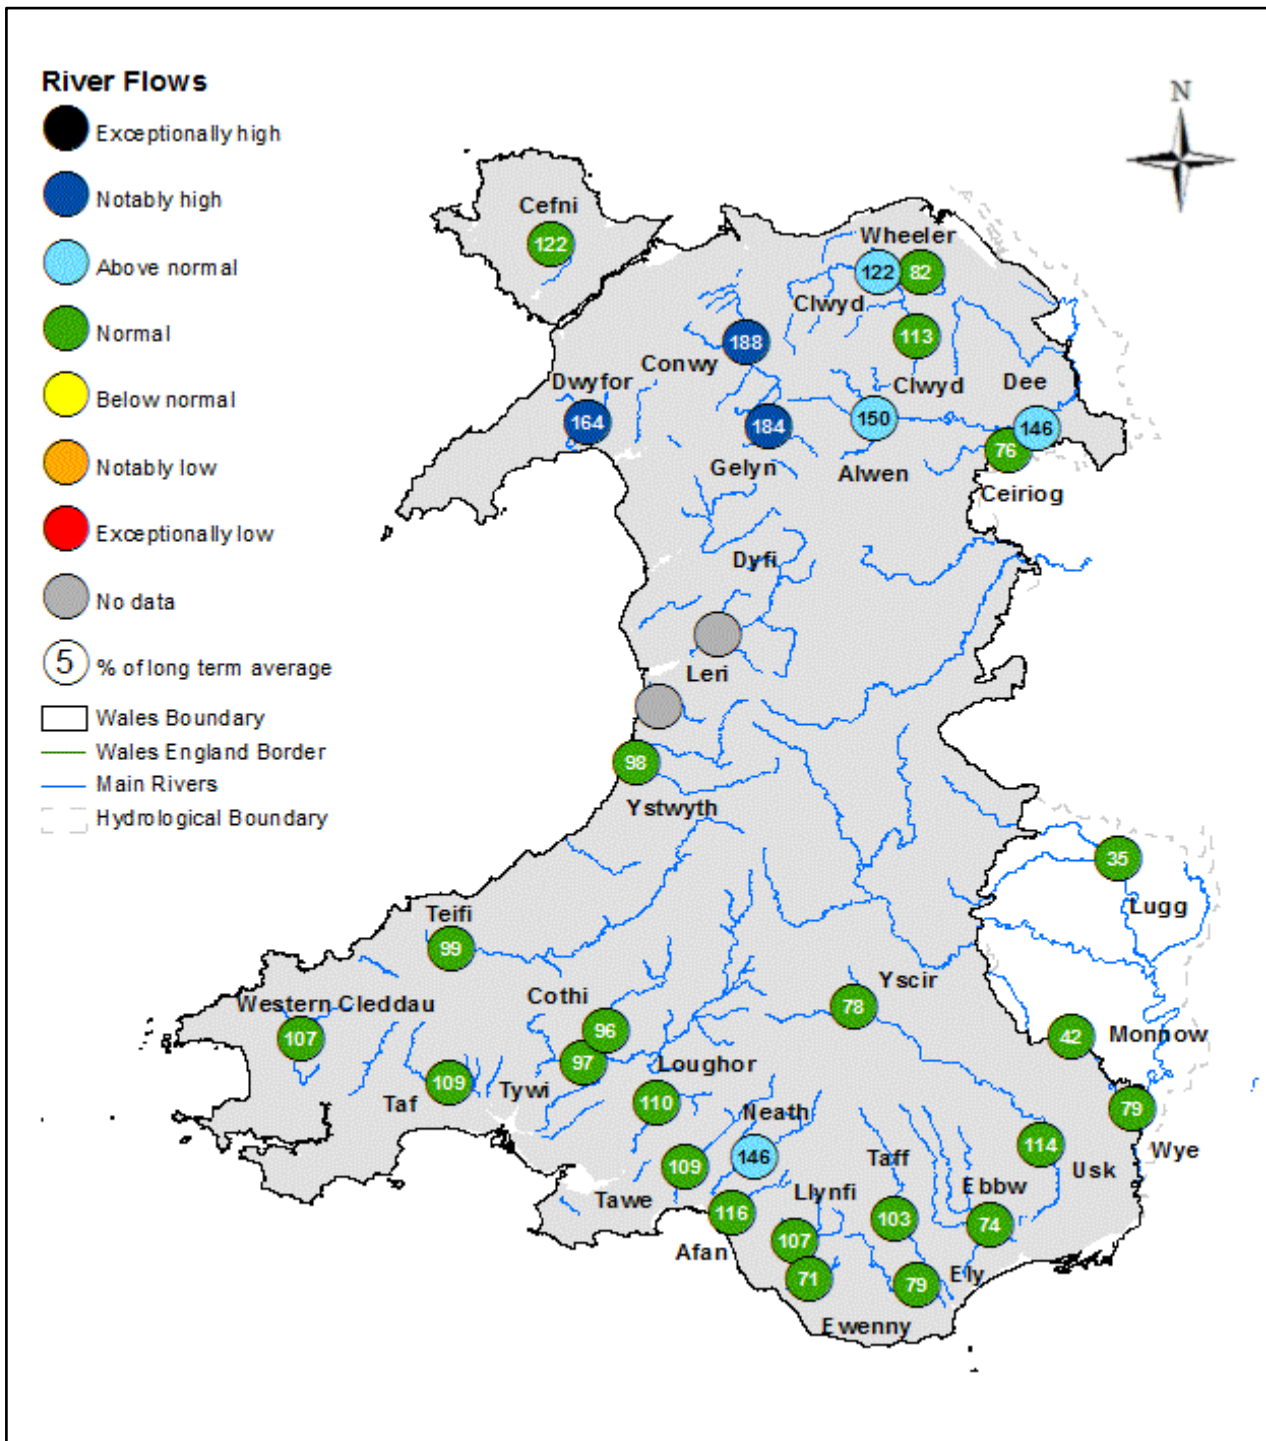 River Flows
Exceptionally high
Notably high
Above normal
Normal
Below normal
Notably low
Exceptionally low
No data
5 % of long term average
Wales Boundary
Wales England Border
Main Rivers
Hydrological Boundary
N
Cefni
122
Wheeler
122
82
Clwyd
113
188
Conwy
Clwyd
Dee
Dwyfor
164
184
150
146
76
Gelyn
Alwen
Ceiriog
Dyfi
Leri
98
Ystwyth
35
Lugg
Teifi
99
Yscir
78
Western Cleddau
107
Cothi
96
97
42
Monnow
Loughor
109
Taf
Tywi
110
Neath
79
Wye
109
146
Taff
114
Usk
Tawe
Llynfi
Ebbw
116
103
74
Afan
107
71
79
Ely
Ewenny